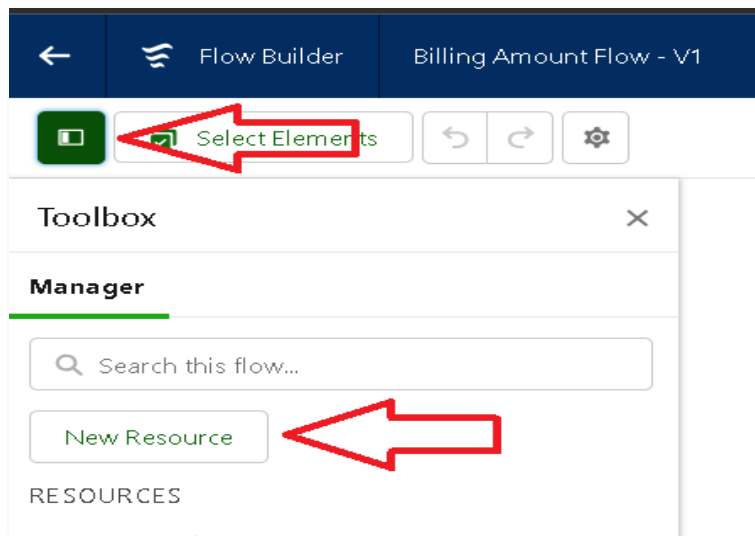 Flow Builder Billing Amount Flow - V1
Select Elements
Toolbox
Manager
Search this flow...
New Resource
RESOURCES